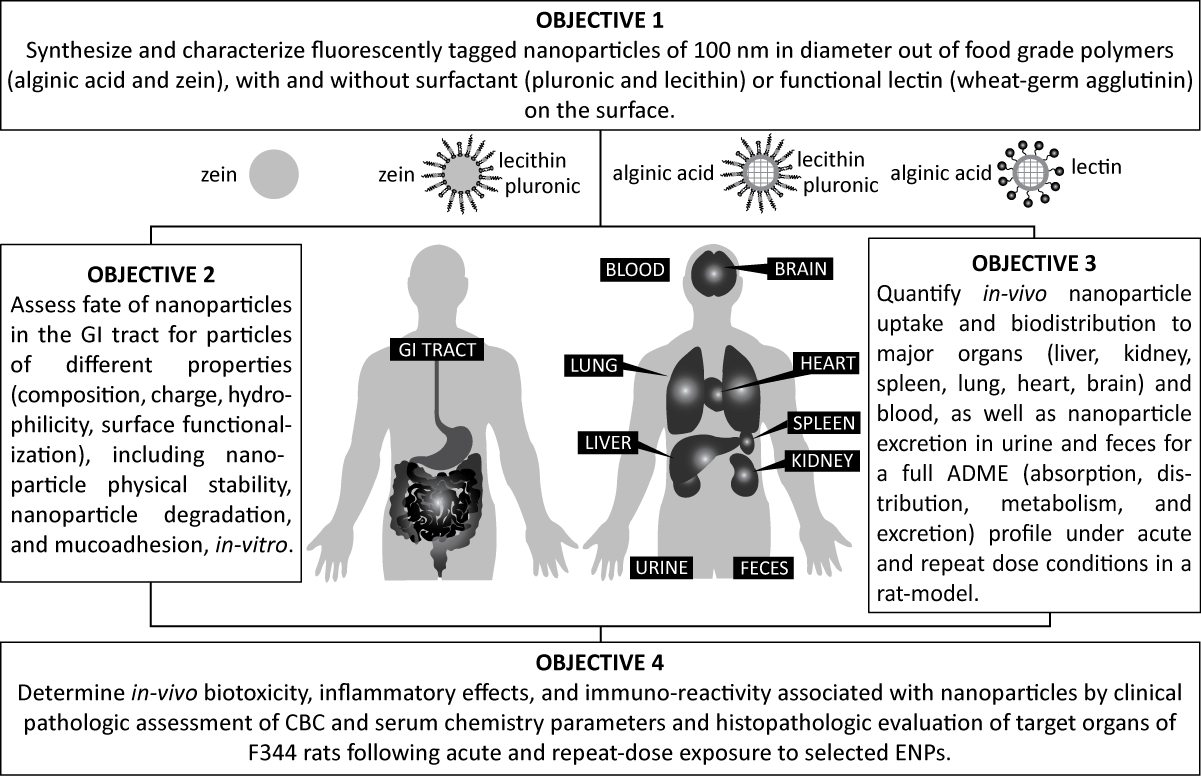 OBJECTIVE 1
Synthesize and characterize fluorescently tagged nanoparticles of 100 nm in diameter out of food grade polymers
(alginic acid and zein), with and without surfactant (pluronic and lecithin) or functional lectin (wheat-germ agglutinin)
on the surface.
zein
zein
lecithin
pluronic
alginic acid
lecithin
pluronic
alginic acid
lectin
OBJECTIVE 2
Assess fate of nanoparticles
in the GI tract for particles
of different properties
(composition, charge, hydro-
philicity, surface functional-
ization), including nano-
particle physical stability,
nanoparticle degradation,
and mucoadhesion, in-vitro.
GI TRACT
BLOOD
BRAIN
LUNG
HEART
SPLEEN
LIVER
KIDNEY
URINE
FECES
OBJECTIVE 3
Quantify in-vivo nanoparticle
uptake and biodistribution to
major organs (liver, kidney,
spleen, lung, heart, brain) and
blood, as well as nanoparticle
excretion in urine and feces for
a full ADME (absorption, dis-
tribution, metabolism, and
excretion) profile under acute
and repeat dose conditions in a
rat-model.
OBJECTIVE 4
Determine in-vivo biotoxicity, inflammatory effects, and immuno-reactivity associated with nanoparticles by clinical
pathologic assessment of CBC and serum chemistry parameters and histopathologic evaluation of target organs of
F344 rats following acute and repeat-dose exposure to selected ENPs.